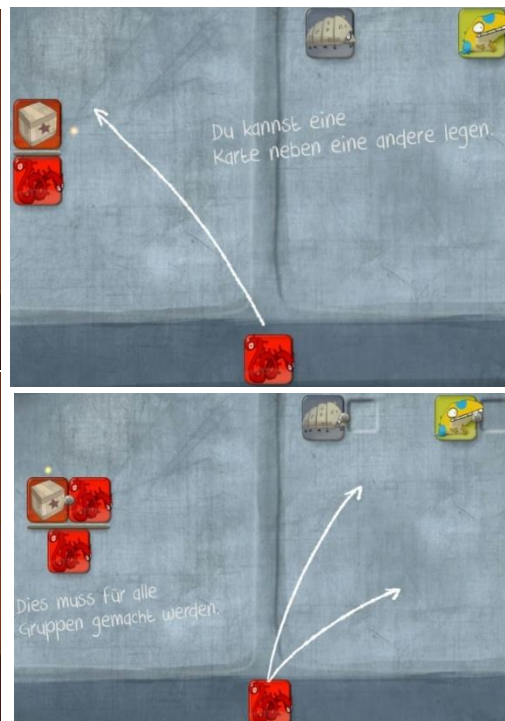 Du kannst eine
Karte neben eine andere legen.
Dies muss für alle
Gruppen gemacht werden.